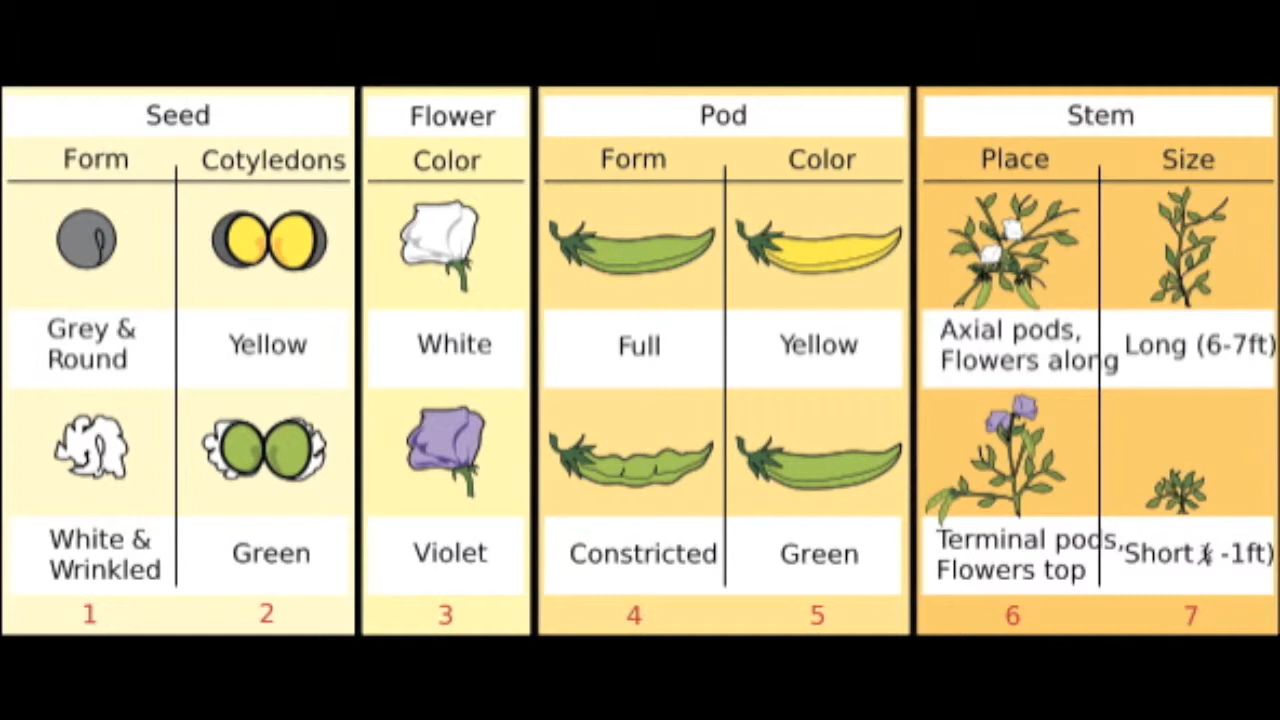 Seed
Flower
Pod
Stem
Form
Cotyledons
Color
Form
Color
Place
Size
Grey &
Round
Yellow
White
Full
Yellow
Axial pods,
Flowers along
Long (6-7ft)
White &
Wrinkled
Green
Violet
Constricted
Green
Terminal pods,
Flowers top
Short -1ft)
1
2
3
4
5
6
7